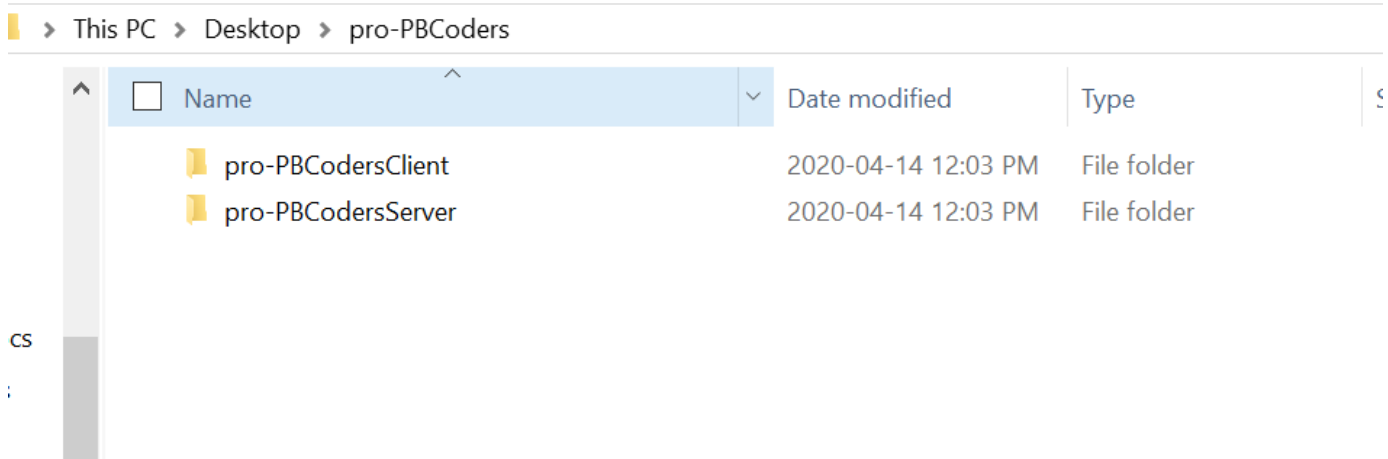 This PC > Desktop > pro-PBCoders
Name Date modified Type
pro-PBCodersClient 2020-04-14 12:03 PM File folder
pro-PBCodersServer 2020-04-14 12:03 PM File folder
cs